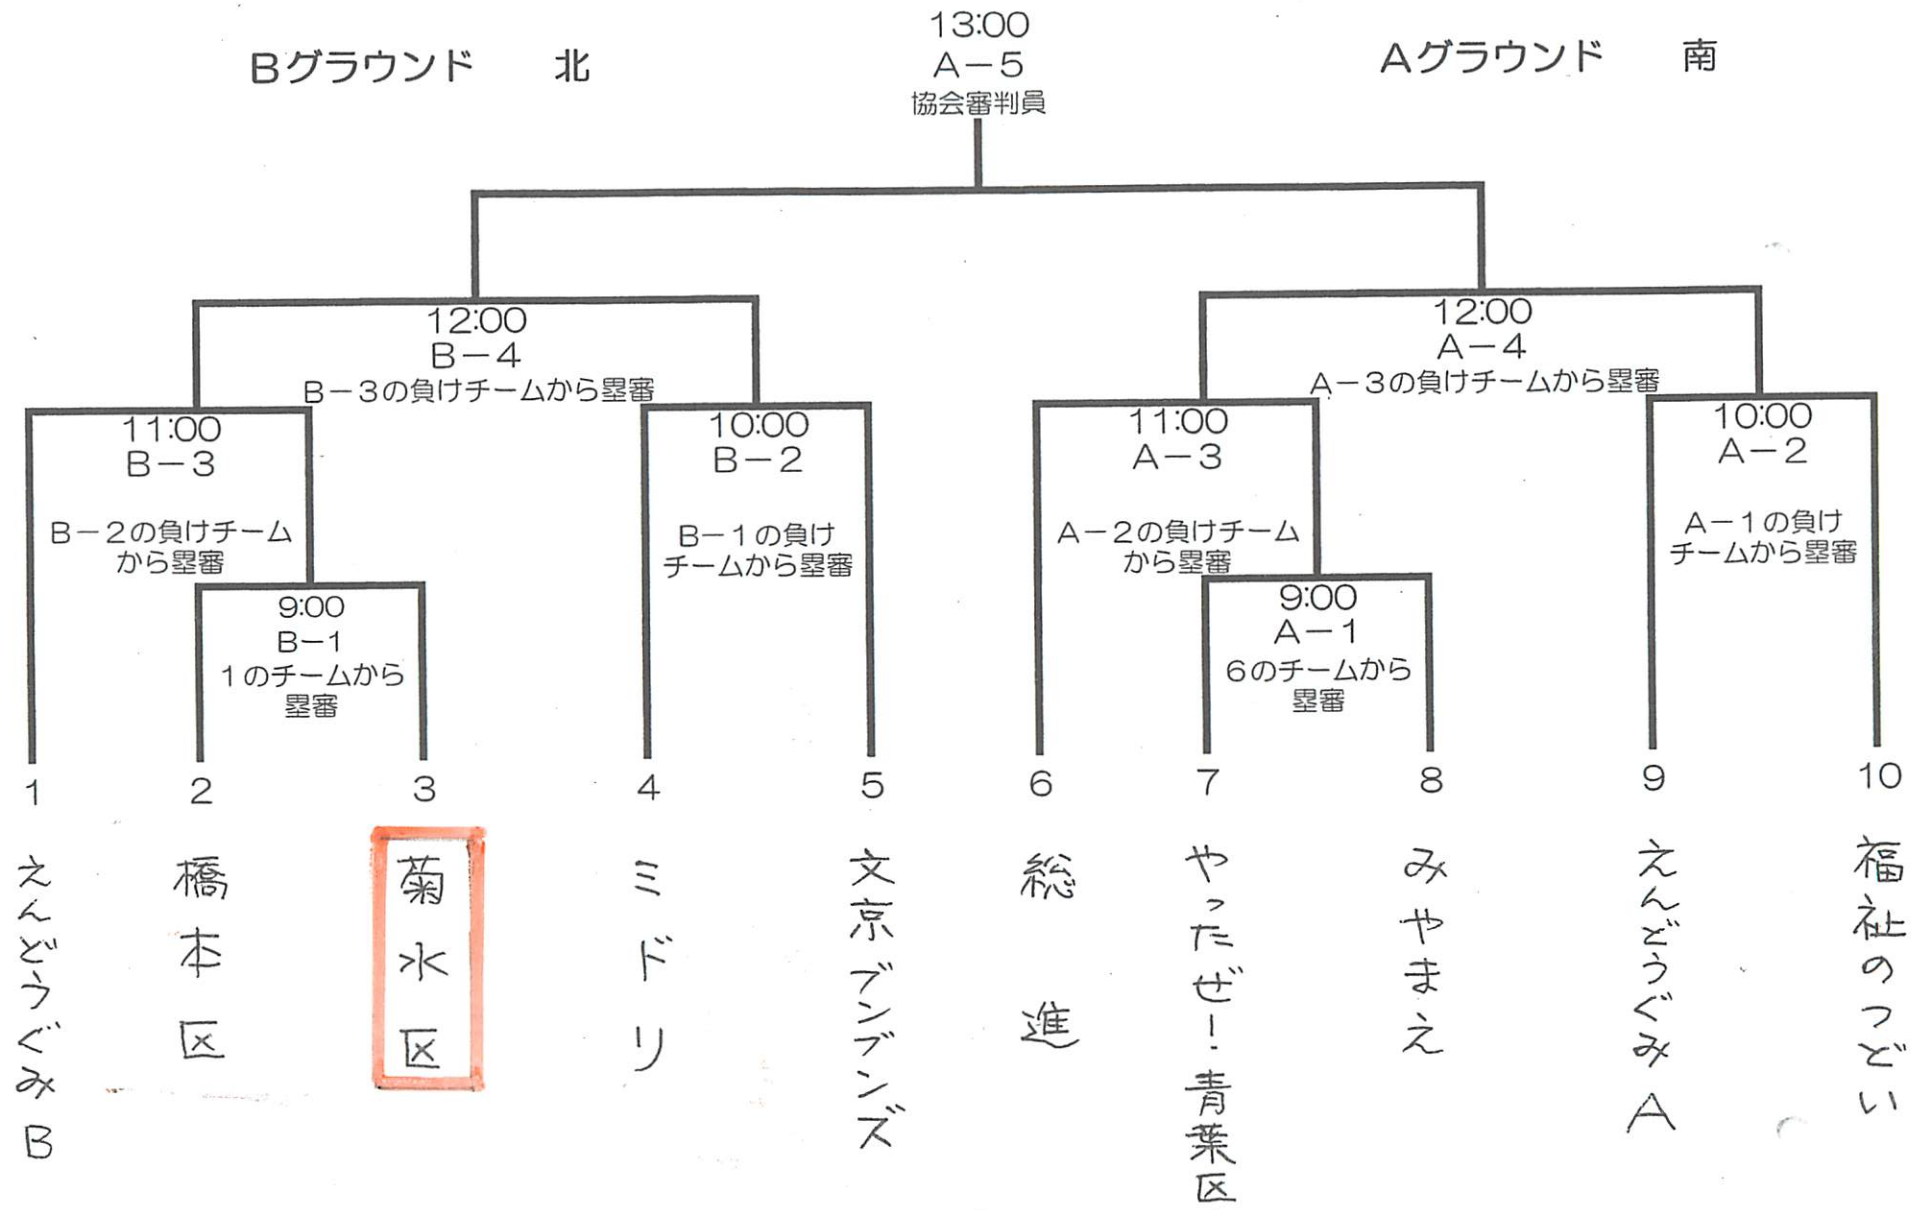 13:00
A-5
協会審判員
Bグラウンド 北
Aグラウンド 南
12:00
B-4
B-3の負けチームから塁審
12:00
A-4
A-3の負けチームから塁審
11:00
B-3
B-2の負けチーム
から塁審
10:00
B-2
B-1の負け
チームから塁審
11:00
A-3
A-2の負けチーム
から塁審
10:00
A-2
A-1の負け
チームから塁審
9:00
B-1
1のチームから
塁審
9:00
A-1
6のチームから
塁審
1
2
3
4
5
6
7
8
9
10
えんどうぐみB
橋本区
菊水区
ミドリ
文京ブンブンズ
総進
やったぜ!青葉区
みやまえ
えんどうぐみA
福祉のつどい